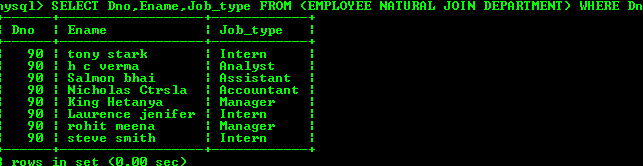 mysql> SELECT Dno,Ename,Job_type FROM (EMPLOYEE NATURAL JOIN DEPARTMENT) WHERE Dn
Dno | Ename | Job_type |
90 | tony stark | Intern |
90 | h c verma | Analyst |
90 | Salmon bhai | Assistant |
90 | Nicholas Ctrsla | Accountant |
90 | King Hetanya | Manager |
90 | Laurence jenifer | Intern |
90 | rohit meena | Manager |
90 | steve smith | Intern |
rows in set (0.00 sec)